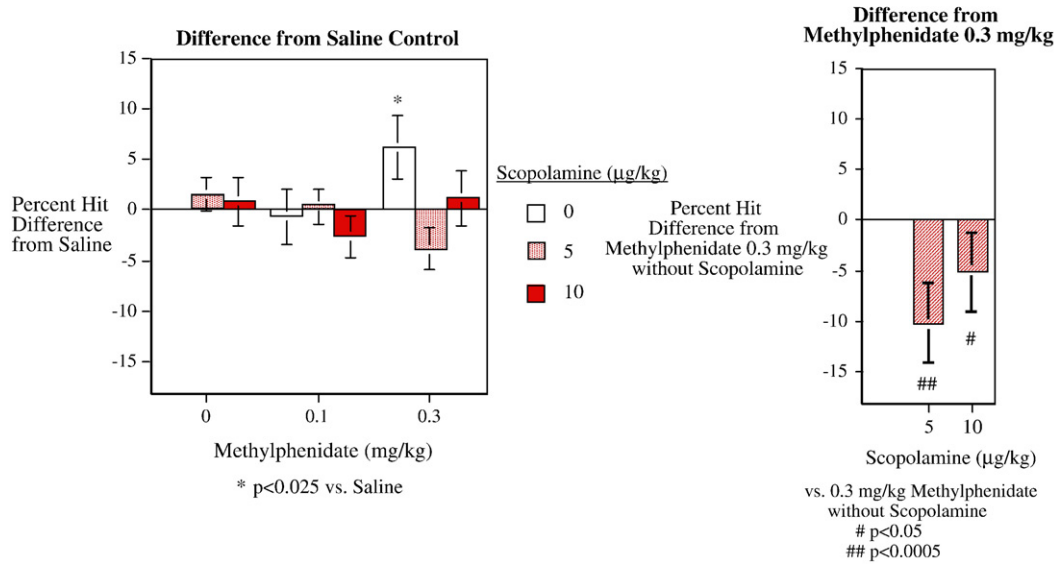 Difference from Saline Control
15
10
5
0
-5
-10
-15
Percent Hit
Difference
from Saline
*
0
0.1
0.3
Methylphenidate (mg/kg)
* p<0.025 vs. Saline
Scopolamine (μg/kg)
0
5
10
Difference from
Methylphenidate 0.3 mg/kg
Percent Hit
Difference from
Methylphenidate 0.3 mg/kg
without Scopolamine
15
10
5
0
-5
-10
-15
##
#
5
10
Scopolamine (μg/kg)
vs. 0.3 mg/kg Methylphenidate
without Scopolamine
# p<0.05
## p<0.0005